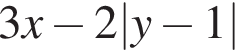 3x − 2|y − 1|